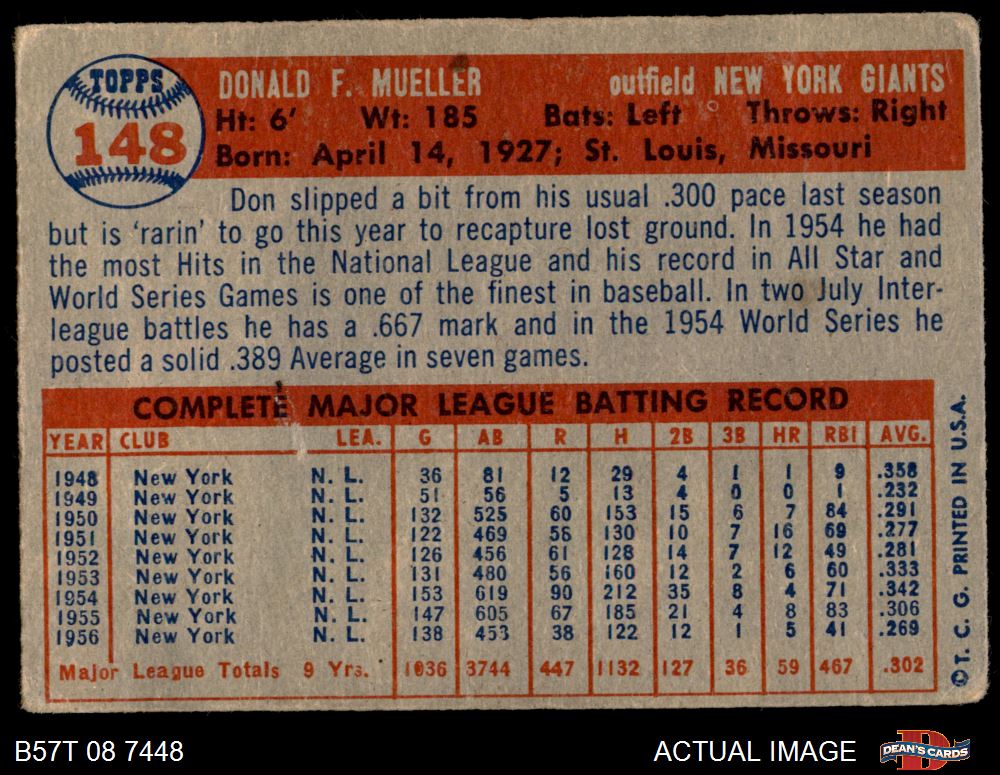 TOPPS
148
DONALD F. MUELLER outfield NEW YORK GIANTS
Ht: 6' Wt: 185 Bats: Left Throws: Right
Born: April 14, 1927; St. Louis, Missouri
Don slipped a bit from his usual .300 pace last season
but is 'rarin' to go this year to recapture lost ground. In 1954 he had
the most Hits in the National League and his record in All Star and
World Series Games is one of the finest in baseball. In two July Inter-
league battles he has a .667 mark and in the 1954 World Series he
posted a solid .389 Average in seven games.
COMPLETE MAJOR LEAGUE BATTING RECORD
YEAR CLUB LEA. G AB R H 2B 3B HR RBI AVG.
1948 New York N. L. 36 81 12 29 4 1 1 9 .358
1949 New York N. L. 51 56 5 13 4 0 0 1 .232
1950 New York N. L. 132 525 60 153 15 6 7 84 .291
1951 New York N. L. 122 469 58 130 10 7 16 69 .277
1952 New York N. L. 126 456 61 128 14 7 12 49 .281
1953 New York N. L. 131 480 56 160 12 2 6 60 .333
1954 New York N. L. 153 619 90 212 35 8 4 71 .342
1955 New York N. L. 147 605 67 185 21 4 8 83 .306
1956 New York N. L. 138 453 38 122 12 1 5 41 .269
Major League Totals 9 Yrs. 1036 3744 447 1132 127 36 59 467 .302
© T. C. G. PRINTED IN U.S.A.
B57T 08 7448 ACTUAL IMAGE DEAN'S CARDS